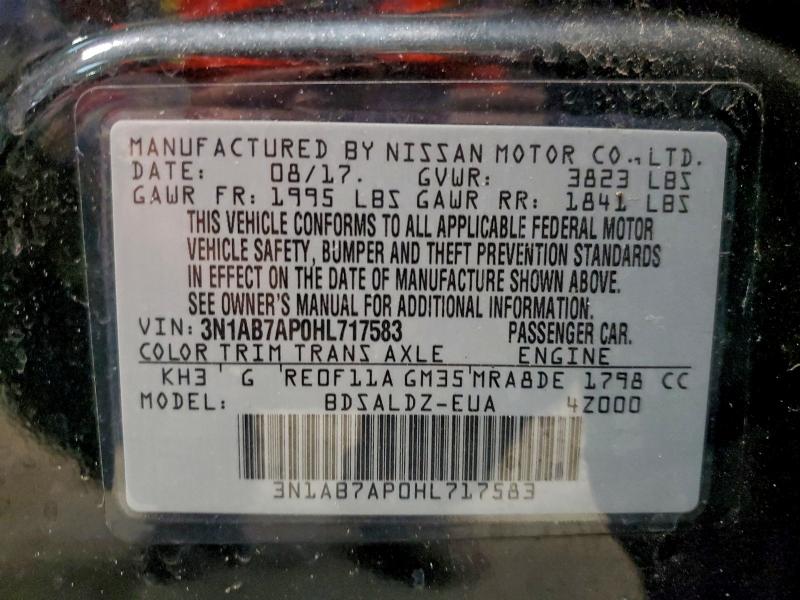 MANUFACTURED BY NISSAN MOTOR CO., LTD.
DATE: 08/17. GVWR: 3823 LBS
GAWR FR: 1995 LBS GAWR RR: 1841 LBS
THIS VEHICLE CONFORMS TO ALL APPLICABLE FEDERAL MOTOR
VEHICLE SAFETY, BUMPER AND THEFT PREVENTION STANDARDS
IN EFFECT ON THE DATE OF MANUFACTURE SHOWN ABOVE.
SEE OWNER'S MANUAL FOR ADDITIONAL INFORMATION.
VIN: 3N1AB7AP0HL717583 PASSENGER CAR.
COLOR TRIM TRANS AXLE ENGINE
KH3 G RE0F11A GM35 MRA8DE 1798 CC
MODEL: BDSALDZ-EUA 4Z000
3N1AB7AP0HL717583